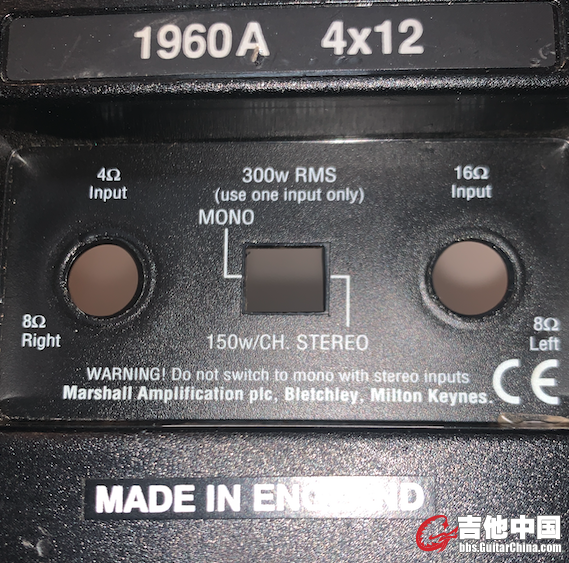 1960A 4x12
4Ω
Input
300w RMS
(use one input only)
16Ω
Input
MONO
8Ω
Right
150w/CH. STEREO
8Ω
Left
WARNING! Do not switch to mono with stereo inputs
Marshall Amplification plc, Bletchley, Milton Keynes.
CE
MADE IN ENGLAND
吉他中国
bbs.GuitarChina.com